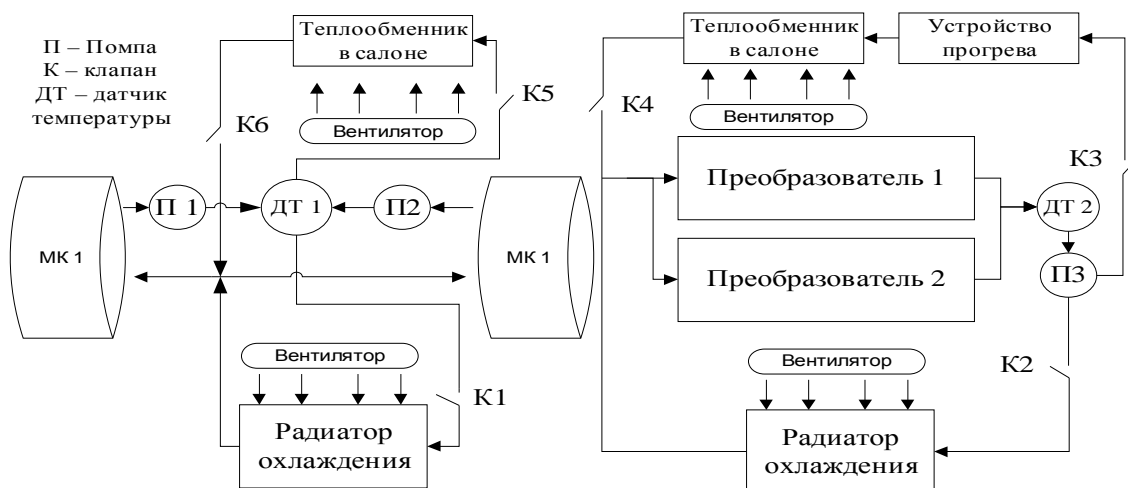 П – Помпа
К – клапан
ДТ – датчик
температуры
Теплообменник
в салоне
К5
К6
Вентилятор
МК 1
П 1
ДТ 1
П2
МК 1
Вентилятор
К1
Радиатор
охлаждения
Теплообменник
в салоне
Устройство
прогрева
К4
Вентилятор
К3
Преобразователь 1
ДТ 2
Преобразователь 2
П3
Вентилятор
К2
Радиатор
охлаждения